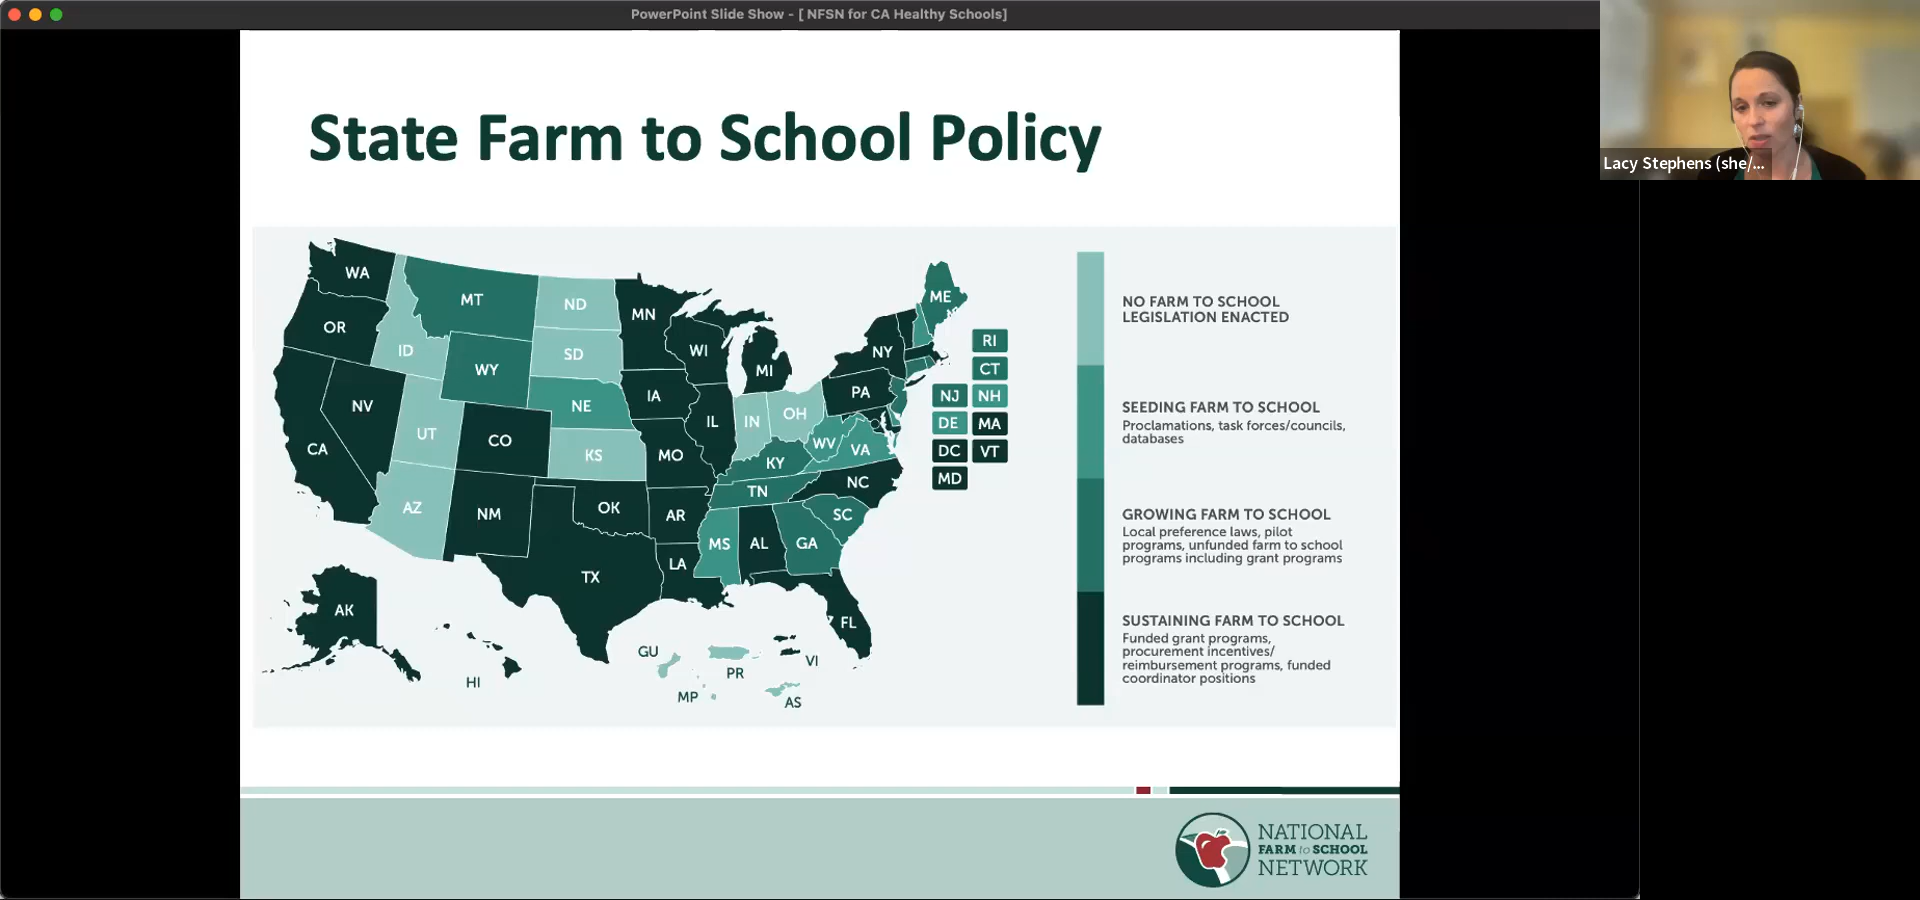 PowerPoint Slide Show - [ NFSN for CA Healthy Schools]
Lacy Stephens (she/...
State Farm to School Policy
WA
MT
ND
MN
ME
OR
ID
SD
WI
NY
RI
WY
MI
CT
NV
NE
IA
PA
NJ
NH
UT
CO
IL
IN
OH
DE
MA
CA
KS
MO
KY
WV
VA
DC
VT
AZ
NM
OK
AR
TN
NC
MD
SC
MS
AL
GA
TX
LA
AK
FL
HI
GU
PR
VI
MP
AS
NO FARM TO SCHOOL
LEGISLATION ENACTED
SEEDING FARM TO SCHOOL
Proclamations, task forces/councils,
databases
GROWING FARM TO SCHOOL
Local preference laws, pilot
programs, unfunded farm to school
programs including grant programs
SUSTAINING FARM TO SCHOOL
Funded grant programs,
procurement incentives/
reimbursement programs, funded
coordinator positions
NATIONAL
FARM to SCHOOL
NETWORK